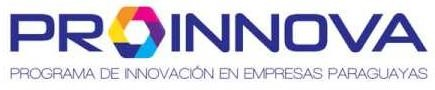 PROINNOVA
PROGRAMA DE INNOVACIÓN EN EMPRESAS PARAGUAYAS